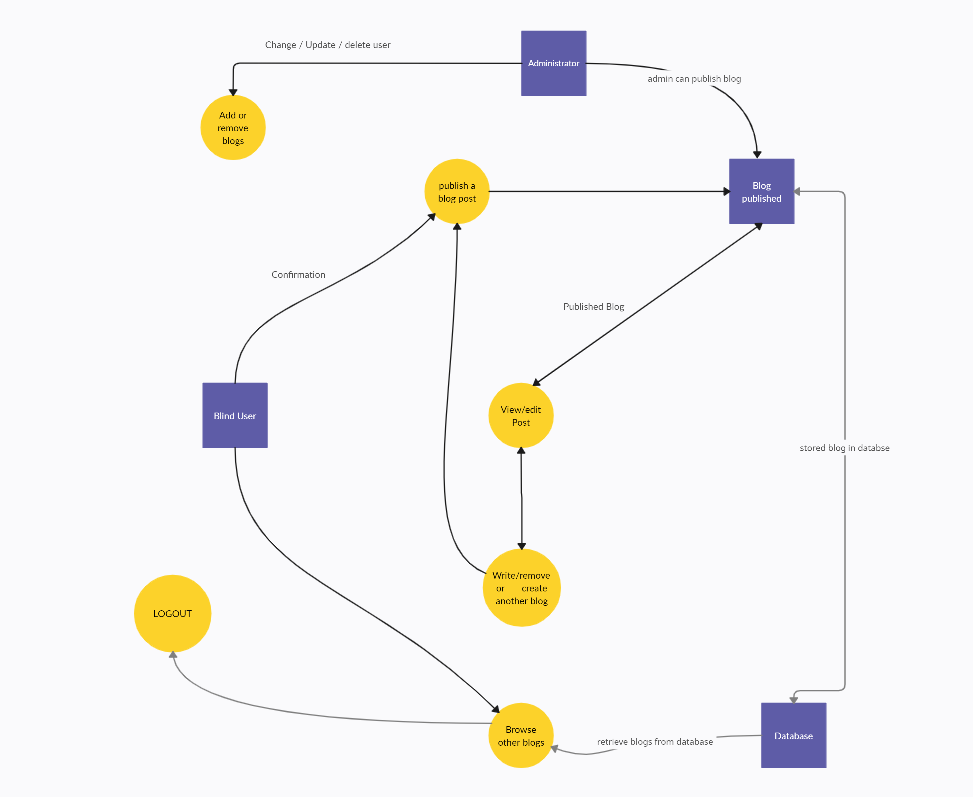 Change / Update / delete user
Administrator
admin can publish blog
Add or
remove
blogs
publish a
blog post
Blog
published
Confirmation
Published Blog
Blind User
View/edit
Post
stored blog in databse
Write/remove
or create
another blog
LOGOUT
Browse
other blogs
retrieve blogs from database
Database